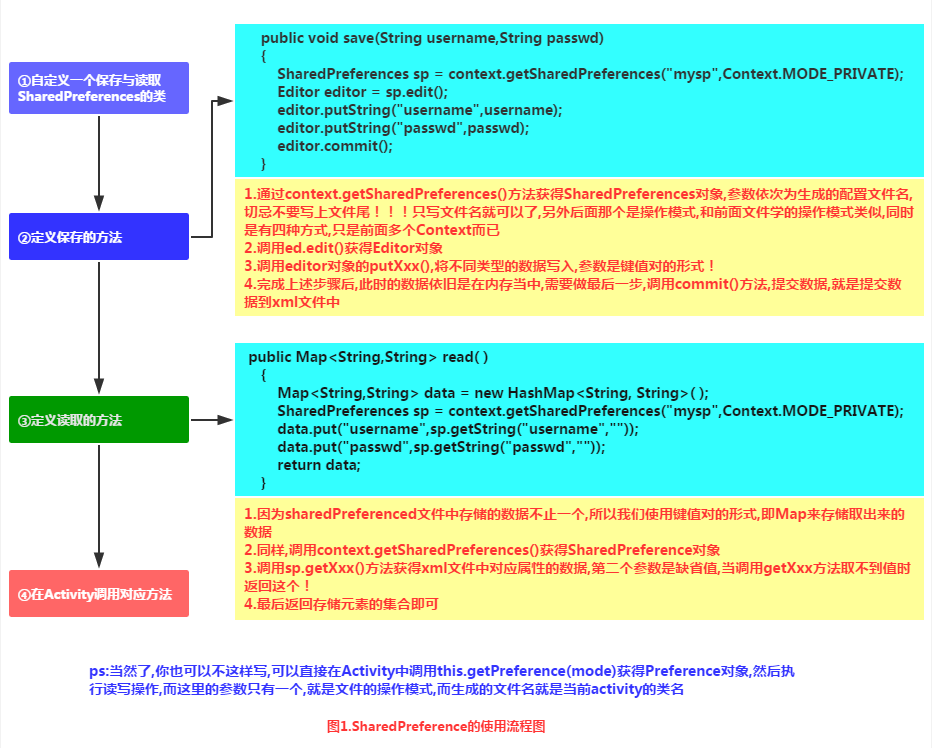 ①自定义一个保存与读取
SharedPreferences的类
②定义保存的方法
public void save(String username,String passwd)
{
SharedPreferences sp = context.getSharedPreferences("mysp",Context.MODE_PRIVATE);
Editor editor = sp.edit();
editor.putString("username",username);
editor.putString("passwd",passwd);
editor.commit();
}
1.通过context.getSharedPreferences()方法获得SharedPreferences对象,参数依次为生成的配置文件名,
切忌不要写上文件尾！！！只写文件名就可以了,另外后面那个是操作模式,和前面文件学的操作模式类似,同时
是有四种方式,只是前面多个Context而已
2.调用ed.edit()获得Editor对象
3.调用editor对象的putXxx(),将不同类型的数据写入,参数是键值对的形式！
4.完成上述步骤后,此时的数据依旧是在内存当中,需要做最后一步,调用commit()方法,提交数据,就是提交数
据到xml文件中
③定义读取的方法
public Map<String,String> read( )
{
Map<String,String> data = new HashMap<String, String>( );
SharedPreferences sp = context.getSharedPreferences("mysp",Context.MODE_PRIVATE);
data.put("username",sp.getString("username",""));
data.put("passwd",sp.getString("passwd",""));
return data;
}
1.因为sharedPreferenced文件中存储的数据不止一个,所以我们使用键值对的形式,即Map来存储取出来的
数据
2.同样,调用context.getSharedPreferences()获得SharedPreference对象
3.调用sp.getXxx()方法获得xml文件中对应属性的数据,第二个参数是缺省值,当调用getXxx方法取不到值时
返回这个！
4.最后返回存储元素的集合即可
④在Activity调用对应方法
ps:当然了,你也可以不这样写,可以直接在Activity中调用this.getPreference(mode)获得Preference对象,然后执
行读写操作,而这里的参数只有一个,就是文件的操作模式,而生成的文件名就是当前activity的类名
图1.SharedPreference的使用流程图